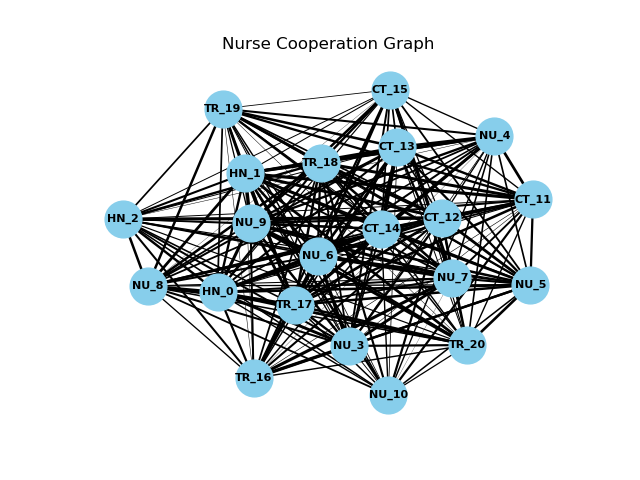 Nurse Cooperation Graph
CT_15
TR_19
NU_4
CT_13
TR_18
HN_1
CT_11
HN_2
CT_12
NU_9
CT_14
NU_6
NU_7
NU_5
NU_8
HN_0
TR_17
NU_3
TR_20
TR_16
NU_10